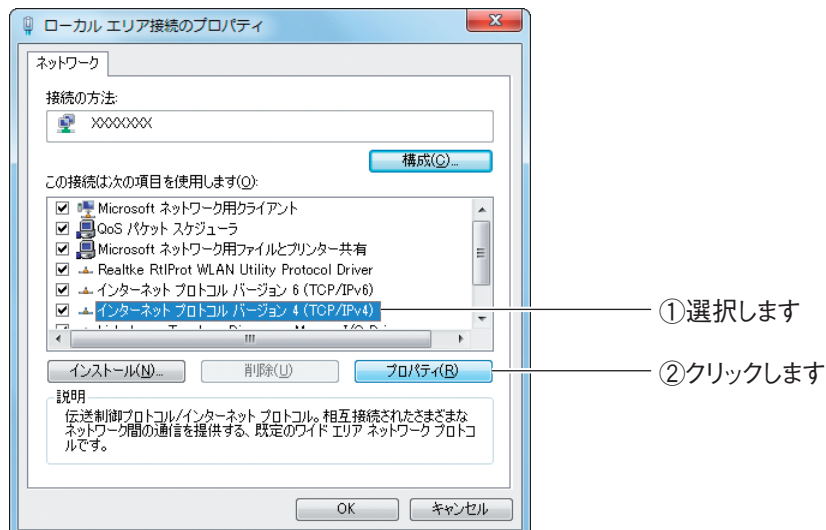 ローカル エリア接続のプロパティ
ネットワーク
接続の方法:
XXXXXXXX
構成(C)...
この接続は次の項目を使用します(O):
Microsoft ネットワーク用クライアント
QoS パケット スケジューラ
Microsoft ネットワーク用ファイルとプリンター共有
Realtke RtlProt WLAN Utility Protocol Driver
インターネット プロトコル バージョン 6 (TCP/IPv6)
インターネット プロトコル バージョン 4 (TCP/IPv4)
①選択します
インストール(N)...
削除(U)
プロパティ(R)
②クリックします
説明
伝送制御プロトコル/インターネット プロトコル。相互接続されたさまざまな
ネットワーク間の通信を提供する、既定のワイド エリア ネットワーク プロトコ
ルです。
OK
キャンセル